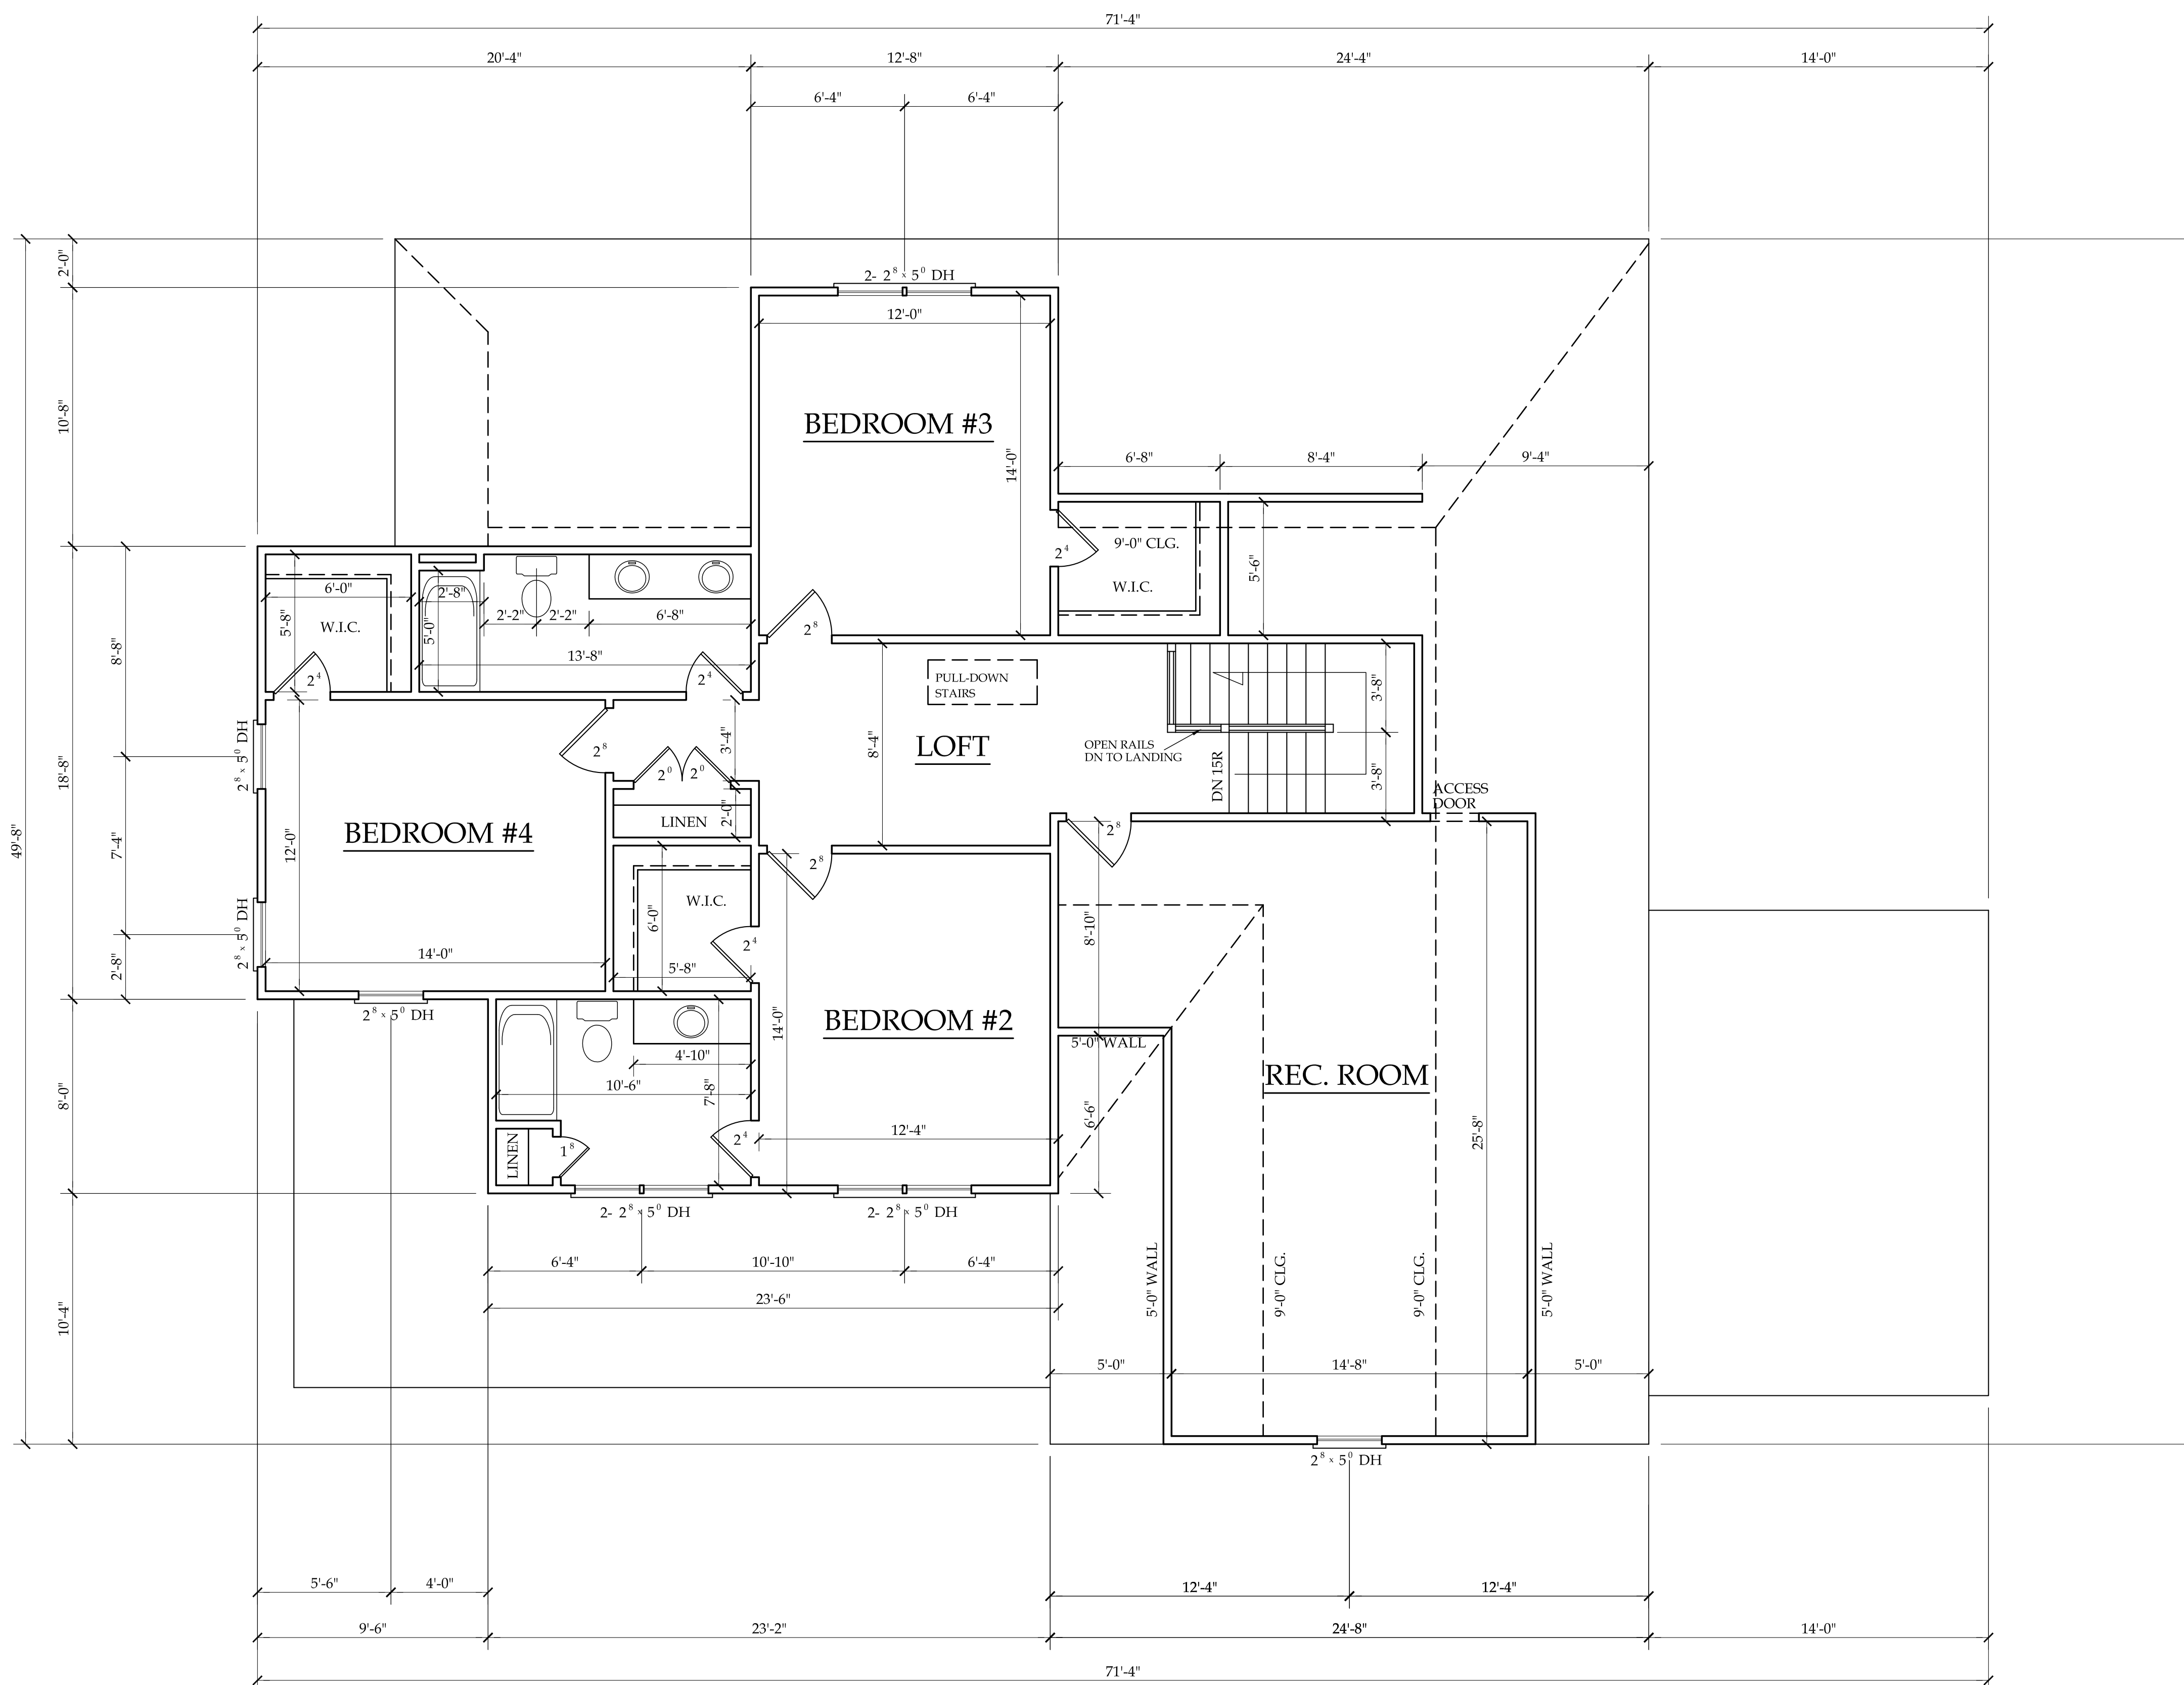 71'-4"
20'-4" 12'-8" 24'-4" 14'-0"
6'-4" 6'-4"
2'-0"
2- 2⁸ x 5⁰ DH
12'-0"
10'-8"
BEDROOM #3
14'-0"
6'-8" 8'-4" 9'-4"
9'-0" CLG.
2⁴
W.I.C.
5'-6"
6'-0"
5'-8"
W.I.C.
2⁴
2'-8"
5'-0"
2'-2" 2'-2" 6'-8"
13'-8"
2⁴
2⁸
8'-8"
PULL-DOWN
STAIRS
3'-8"
3'-8"
OPEN RAILS
DN TO LANDING
DN 15R
LOFT
8'-4"
3'-4"
2⁸
2⁰ 2⁰
2'-0"
LINEN
ACCESS
DOOR
2⁸ x 5⁰ DH
18'-8"
49'-8"
7'-4"
12'-0"
BEDROOM #4
2⁸
2⁸
W.I.C.
6'-0"
2⁴
5'-8"
14'-0"
2⁸ x 5⁰ DH
2'-8"
2⁸ x 5⁰ DH
8'-10"
14'-0"
BEDROOM #2
5'-0" WALL
REC. ROOM
4'-10"
10'-6"
7'-8"
8'-0"
6'-6"
12'-4"
25'-8"
2⁴
1⁸
LINEN
2- 2⁸ x 5⁰ DH
2- 2⁸ x 5⁰ DH
6'-4" 10'-10" 6'-4"
23'-6"
5'-0" WALL
9'-0" CLG.
9'-0" CLG.
5'-0" WALL
10'-4"
5'-0" 14'-8" 5'-0"
2⁸ x 5⁰ DH
5'-6" 4'-0" 12'-4" 12'-4"
9'-6" 23'-2" 24'-8" 14'-0"
71'-4"